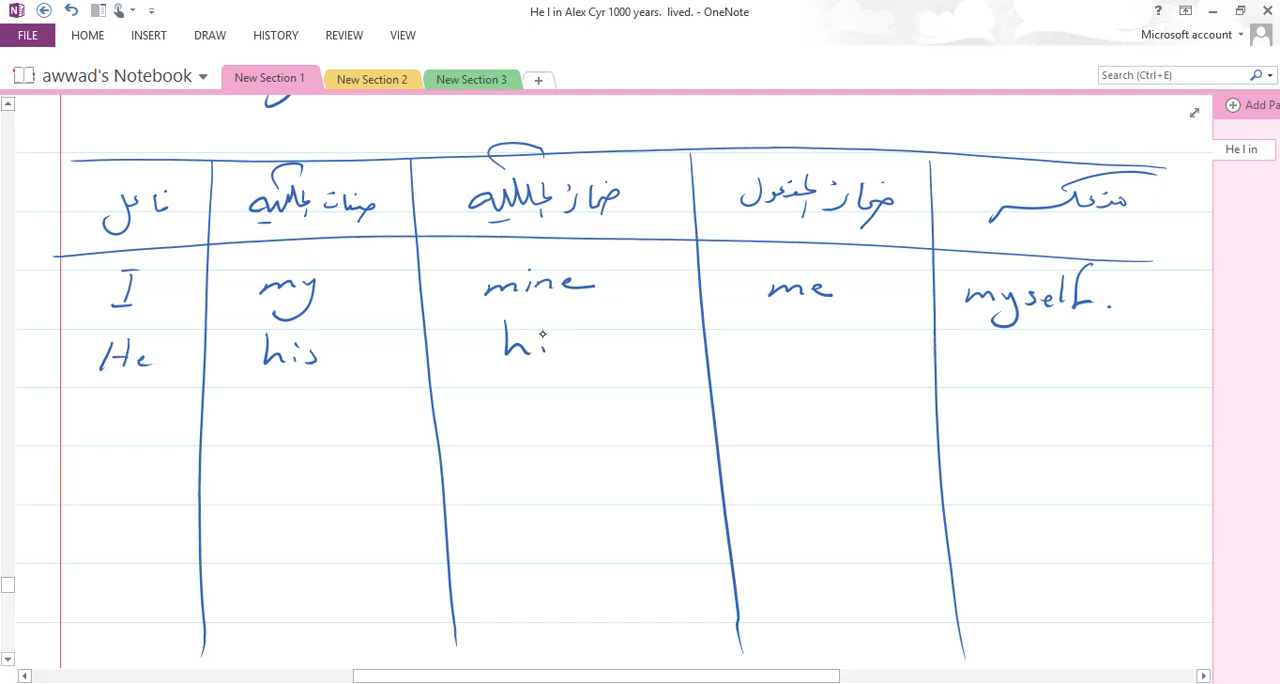 He I in Alex Cyr 1000 years. lived. - OneNote
FILE HOME INSERT DRAW HISTORY REVIEW VIEW Microsoft account
awwad's Notebook New Section 1 New Section 2 New Section 3 Search (Ctrl+E)
Add Pa
He I in
فاعل صفات الملكية ضمائر الملكية ضمائر المفعول منعكس
I my mine me myself.
He his hi